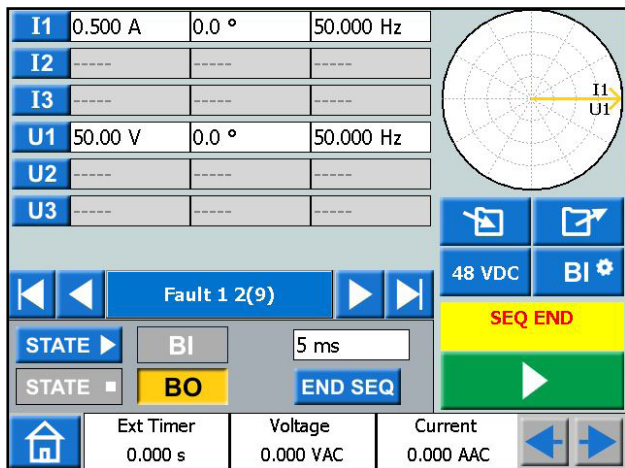 I1 0.500 A 0.0 ° 50.000 Hz
I2 ----- ---- ----
I3 ----- ---- ----
U1 50.00 V 0.0 ° 50.000 Hz
U2 ----- ---- ----
U3 ----- ---- ----
I1
U1
48 VDC BI
Fault 1 2(9)
SEQ END
STATE BI 5 ms
STATE BO END SEQ
Ext Timer Voltage Current
0.000 s 0.000 VAC 0.000 AAC